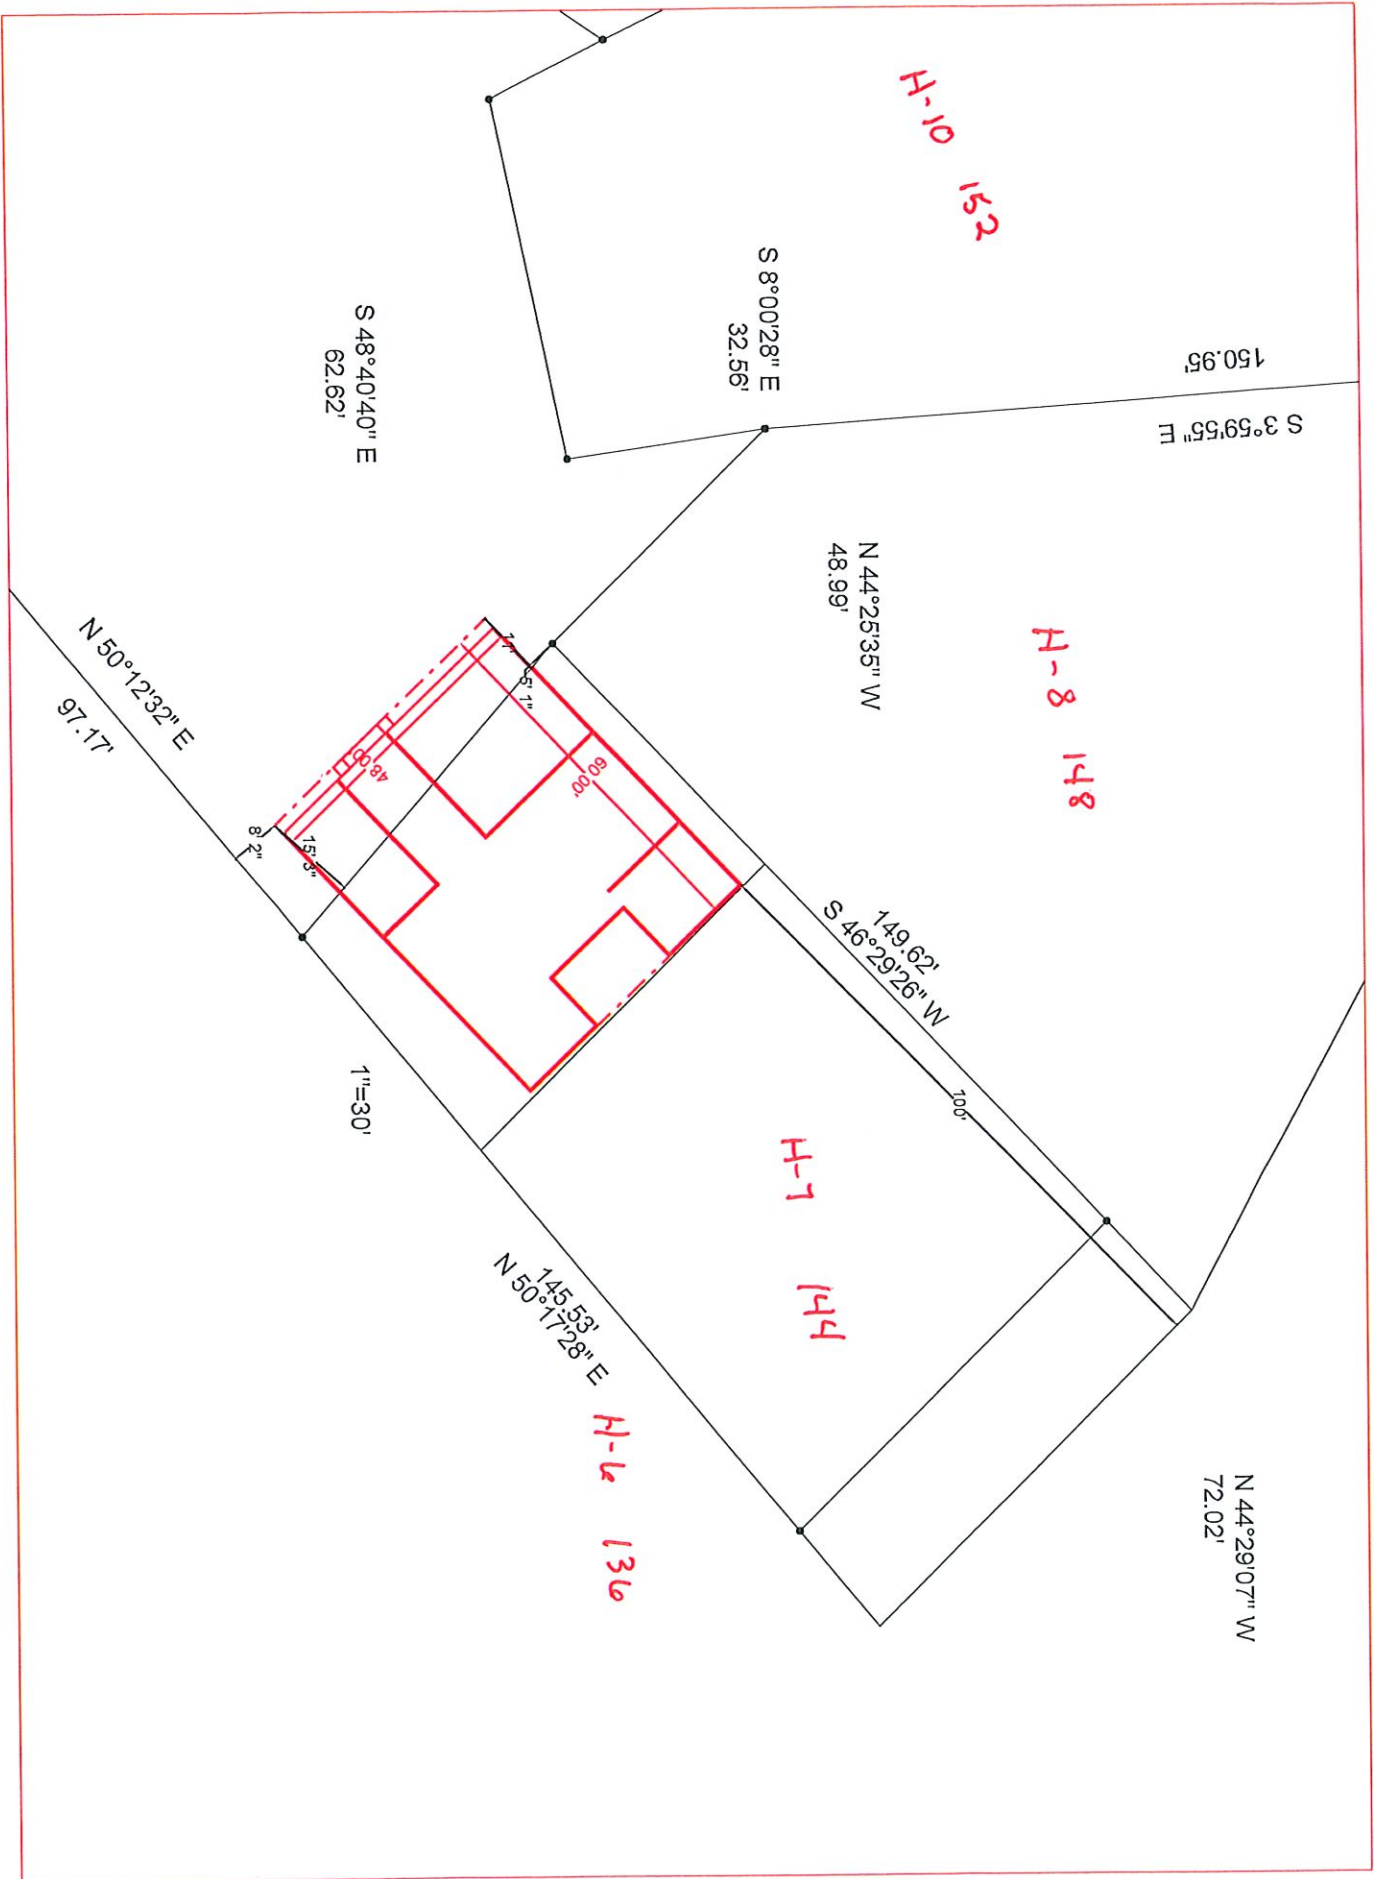 H-10 152
150.95'
S 3°59'55" E
S 8°00'28" E
32.56'
S 48°40'40" E
62.62'
N 44°25'35" W
48.99'
H-8 148
N 50°12'32" E
97.17'
5' 1"
60.00'
48.00'
15' 3"
8' 2"
149.62'
S 46°29'26" W
100'
1"=30'
H-7 144
145.53'
N 50°17'28" E
H-6 136
N 44°29'07" W
72.02'